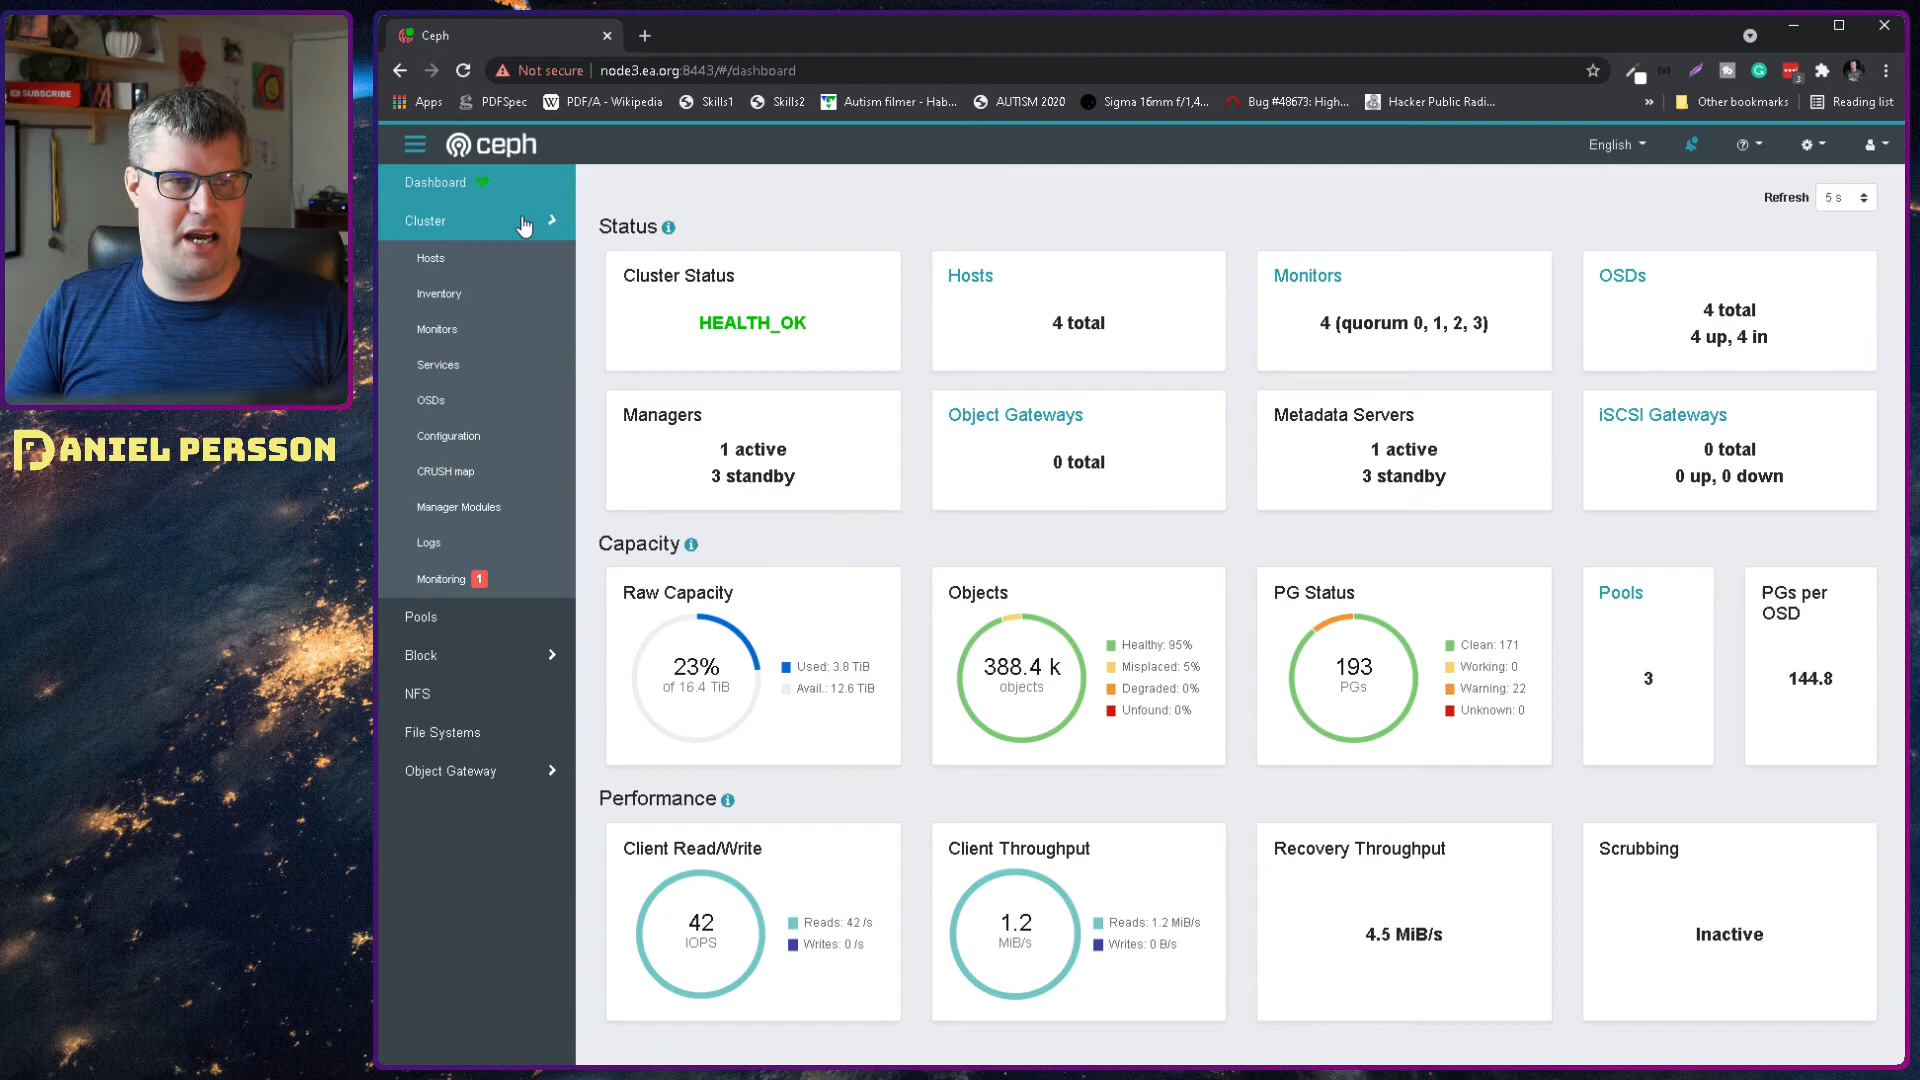 Ceph
Not secure
node3.ea.org:8443/#/dashboard
Apps
PDFSpec
PDF/A - Wikipedia
Skills1
Skills2
Autism filmer - Hab...
AUTISM 2020
Sigma 16mm f/1,4...
Bug #48673: High...
Hacker Public Radi...
»
Other bookmarks
Reading list
SUBSCRIBE
DANIEL PERSSON
ceph
English
Dashboard
Cluster
Hosts
Inventory
Monitors
Services
OSDs
Configuration
CRUSH map
Manager Modules
Logs
Monitoring 1
Pools
Block
NFS
File Systems
Object Gateway
Refresh 5 s
Status
Cluster Status
HEALTH_OK
Hosts
4 total
Monitors
4 (quorum 0, 1, 2, 3)
OSDs
4 total
4 up, 4 in
Managers
1 active
3 standby
Object Gateways
0 total
Metadata Servers
1 active
3 standby
iSCSI Gateways
0 total
0 up, 0 down
Capacity
Raw Capacity
23%
of 16.4 TiB
Used: 3.8 TiB
Avail.: 12.6 TiB
Objects
388.4 k
objects
Healthy: 95%
Misplaced: 5%
Degraded: 0%
Unfound: 0%
PG Status
193
PGs
Clean: 171
Working: 0
Warning: 22
Unknown: 0
Pools
3
PGs per
OSD
144.8
Performance
Client Read/Write
42
IOPS
Reads: 42 /s
Writes: 0 /s
Client Throughput
1.2
MiB/s
Reads: 1.2 MiB/s
Writes: 0 B/s
Recovery Throughput
4.5 MiB/s
Scrubbing
Inactive